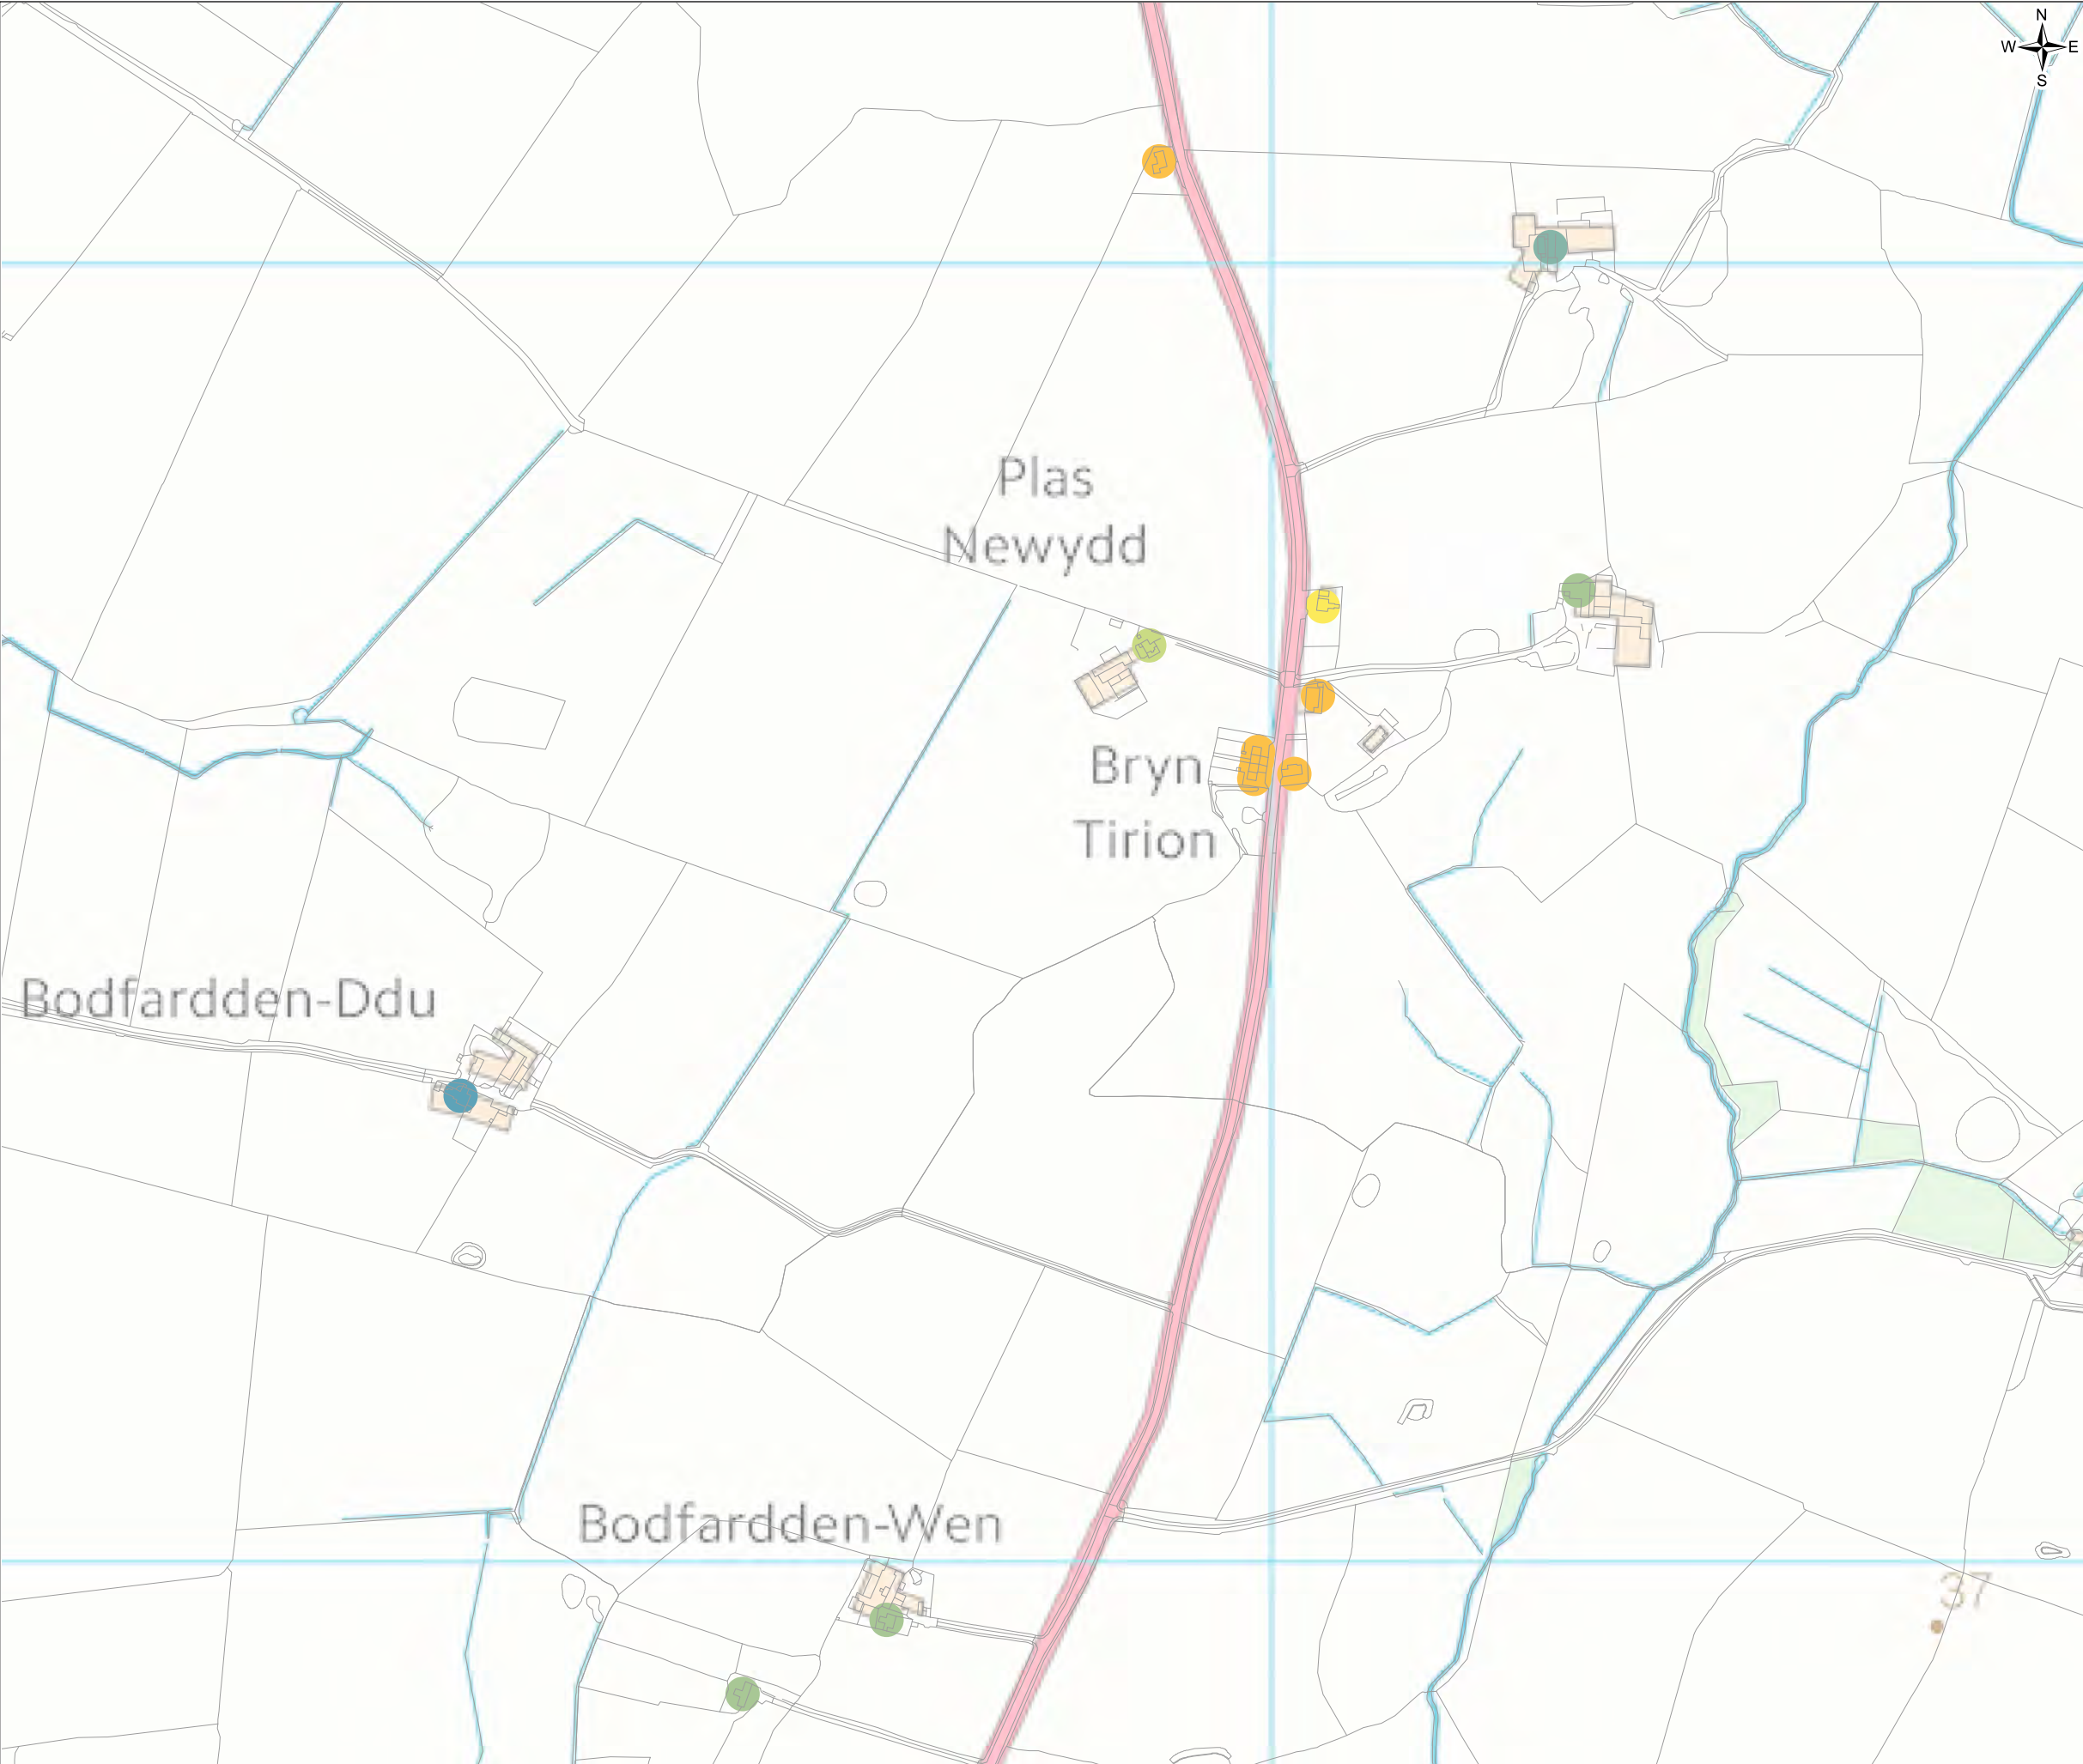 N
W E
S
Plas
Newydd
Bryn
Tirion
Bodfardden-Ddu
Bodfardden-Wen
37